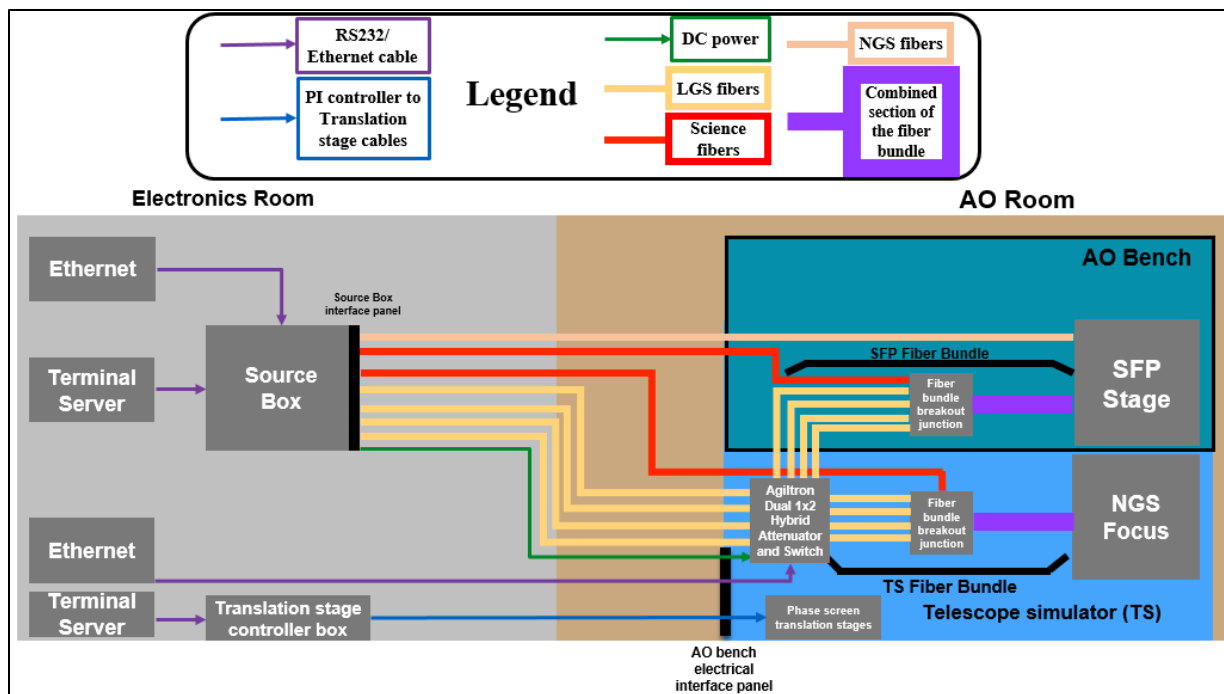 RS232/
Ethernet cable
PI controller to
Translation
stage cables
Legend
DC power
LGS fibers
Science
fibers
NGS fibers
Combined
section of
the fiber
bundle
Electronics Room
AO Room
AO Bench
Ethernet
Source Box
interface panel
Terminal
Server
Source
Box
SFP Fiber Bundle
Fiber
bundle
breakout
junction
SFP
Stage
Agiltron
Dual 1x2
Hybrid
Attenuator
and Switch
Fiber
bundle
breakout
junction
NGS
Focus
Ethernet
TS Fiber Bundle
Terminal
Server
Translation stage
controller box
Phase screen
translation stages
Telescope simulator (TS)
AO bench
electrical
interface panel